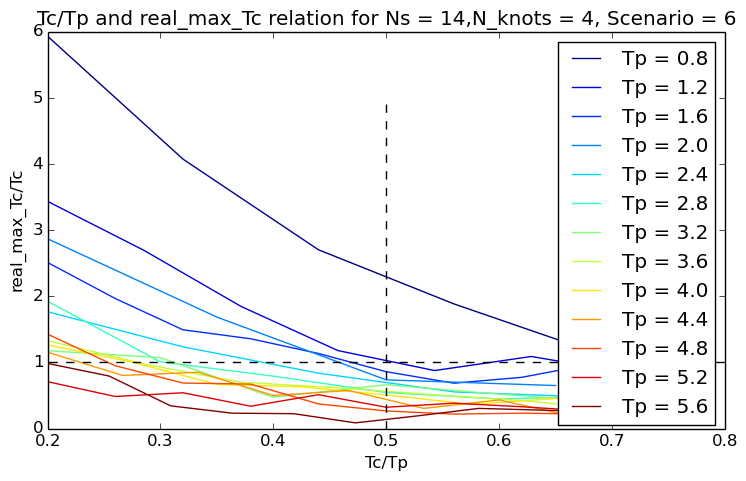 Tc/Tp and real_max_Tc relation for Ns = 14,N_knots = 4, Scenario = 6
real_max_Tc/Tc
6
5
4
3
2
1
0
0.2 0.3 0.4 0.5 0.6 0.7 0.8
Tc/Tp
Tp = 0.8
Tp = 1.2
Tp = 1.6
Tp = 2.0
Tp = 2.4
Tp = 2.8
Tp = 3.2
Tp = 3.6
Tp = 4.0
Tp = 4.4
Tp = 4.8
Tp = 5.2
Tp = 5.6